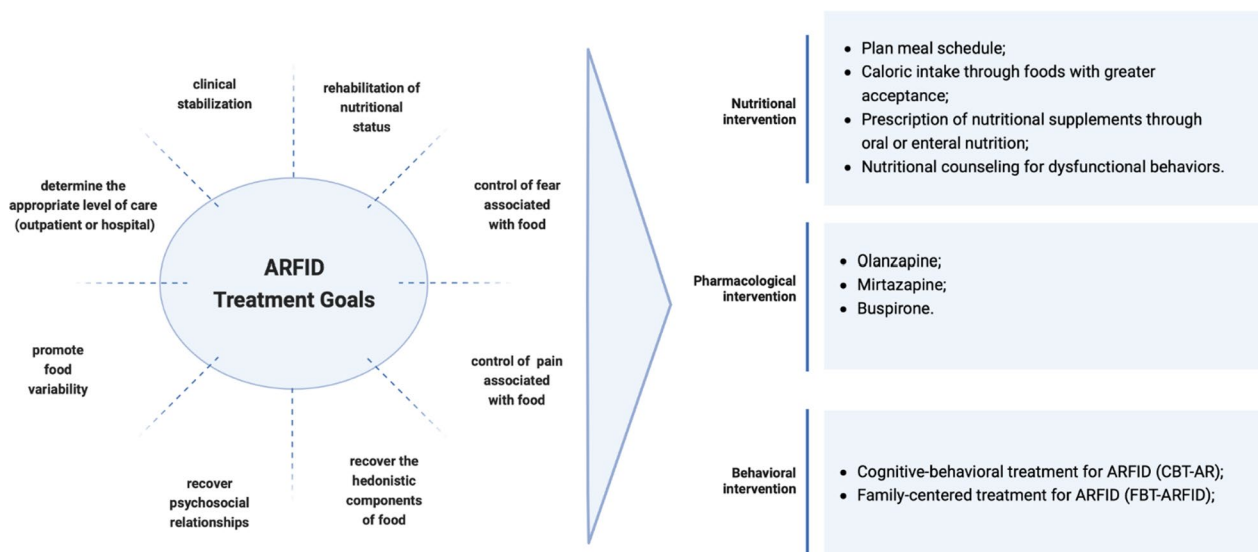 clinical
stabilization
rehabilitation of
nutritional
status
determine the
appropriate level of care
(outpatient or hospital)
control of fear
associated
with food
ARFID
Treatment Goals
promote
food
variability
control of pain
associated
with food
recover
psychosocial
relationships
recover the
hedonistic
components
of food
Nutritional
intervention
• Plan meal schedule;
• Caloric intake through foods with greater
acceptance;
• Prescription of nutritional supplements through
oral or enteral nutrition;
• Nutritional counseling for dysfunctional behaviors.
Pharmacological
intervention
• Olanzapine;
• Mirtazapine;
• Buspirone.
Behavioral
intervention
• Cognitive-behavioral treatment for ARFID (CBT-AR);
• Family-centered treatment for ARFID (FBT-ARFID);